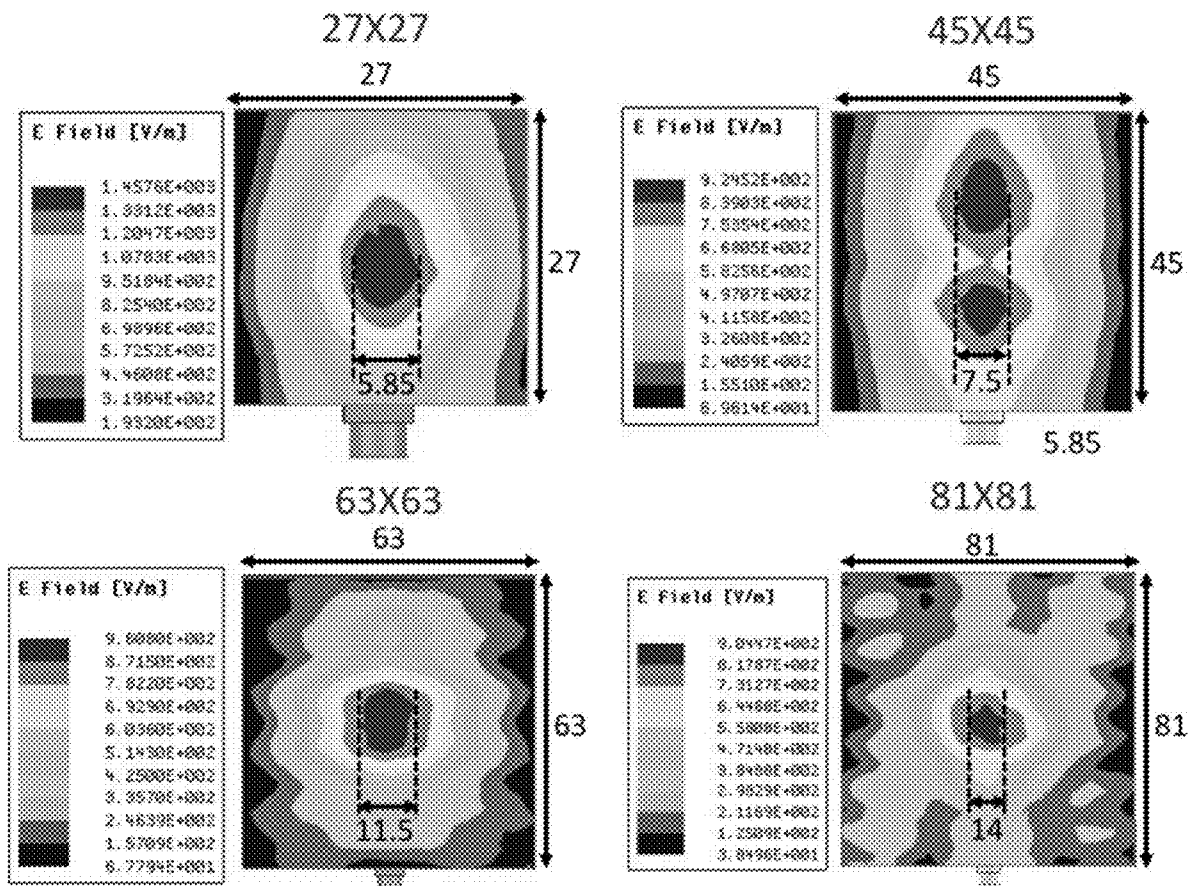 27X27
27
E Field [V/m]
1.4576E+003
1.3312E+003
1.2047E+003
1.0783E+003
9.5184E+002
8.2540E+002
6.9896E+002
5.7252E+002
4.4608E+002
3.1964E+002
1.9320E+002
27
5.85
45X45
45
E Field [V/m]
9.2452E+002
8.3903E+002
7.5354E+002
6.6805E+002
5.8256E+002
4.9707E+002
4.1158E+002
3.2608E+002
2.4059E+002
1.5510E+002
6.9614E+001
45
7.5
5.85
63X63
63
E Field [V/m]
9.6080E+002
8.7150E+002
7.8220E+002
6.9290E+002
6.0360E+002
5.1430E+002
4.2500E+002
3.3570E+002
2.4639E+002
1.5709E+002
6.7794E+001
63
11.5
81X81
81
E Field [V/m]
9.0447E+002
8.1787E+002
7.3127E+002
6.4468E+002
5.5808E+002
4.7148E+002
3.8488E+002
2.9829E+002
2.1169E+002
1.2509E+002
3.8496E+001
81
14